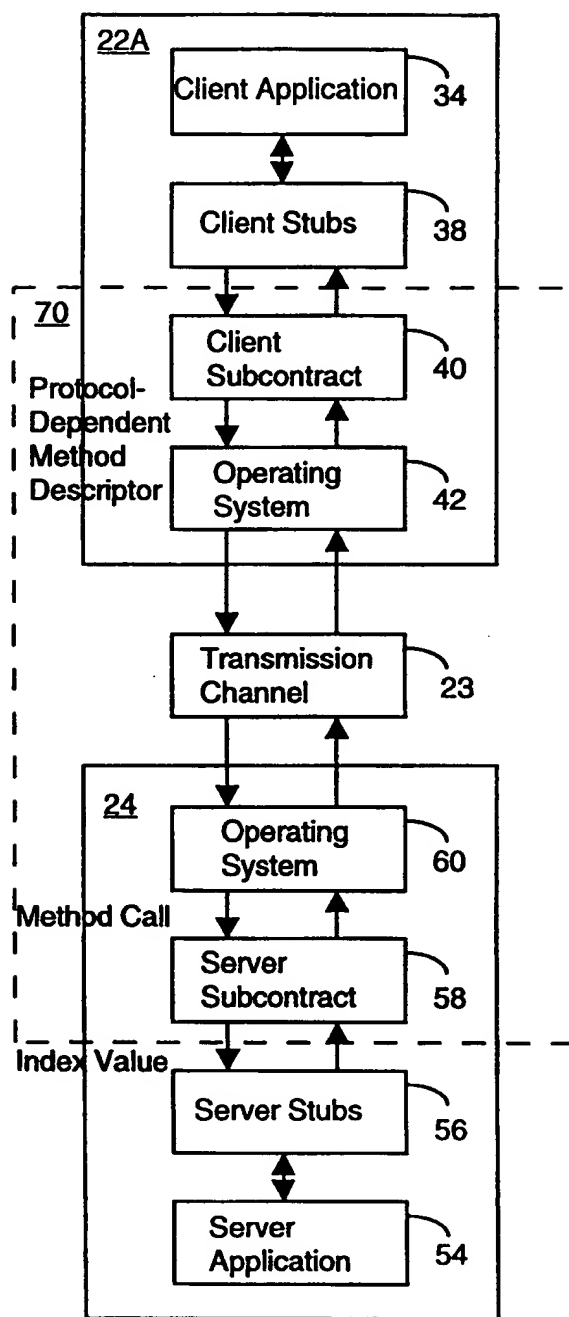 22A
Client Application
34
Client Stubs
38
70
Client
Subcontract
40
Protocol-
Dependent
Method
Descriptor
Operating
System
42
Transmission
Channel
23
24
Operating
System
60
Method Call
Server
Subcontract
58
Index Value
Server Stubs
56
Server
Application
54